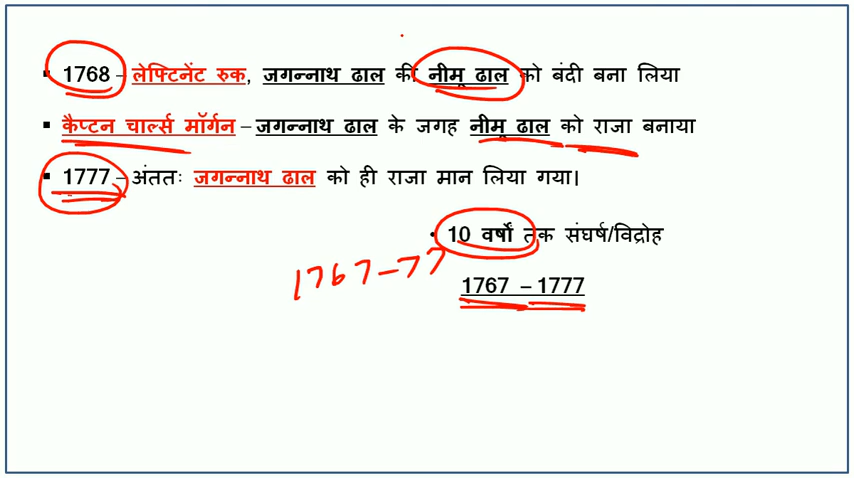 ▪ 1768 – लेफ्टिनेंट रुक, जगन्नाथ ढाल की नीमू ढाल को बंदी बना लिया
▪ कैप्टन चार्ल्स मॉर्गन – जगन्नाथ ढाल के जगह नीमू ढाल को राजा बनाया
▪ 1777 – अंततः जगन्नाथ ढाल को ही राजा मान लिया गया।
• 10 वर्षों तक संघर्ष/विद्रोह
1767-77
1767 – 1777